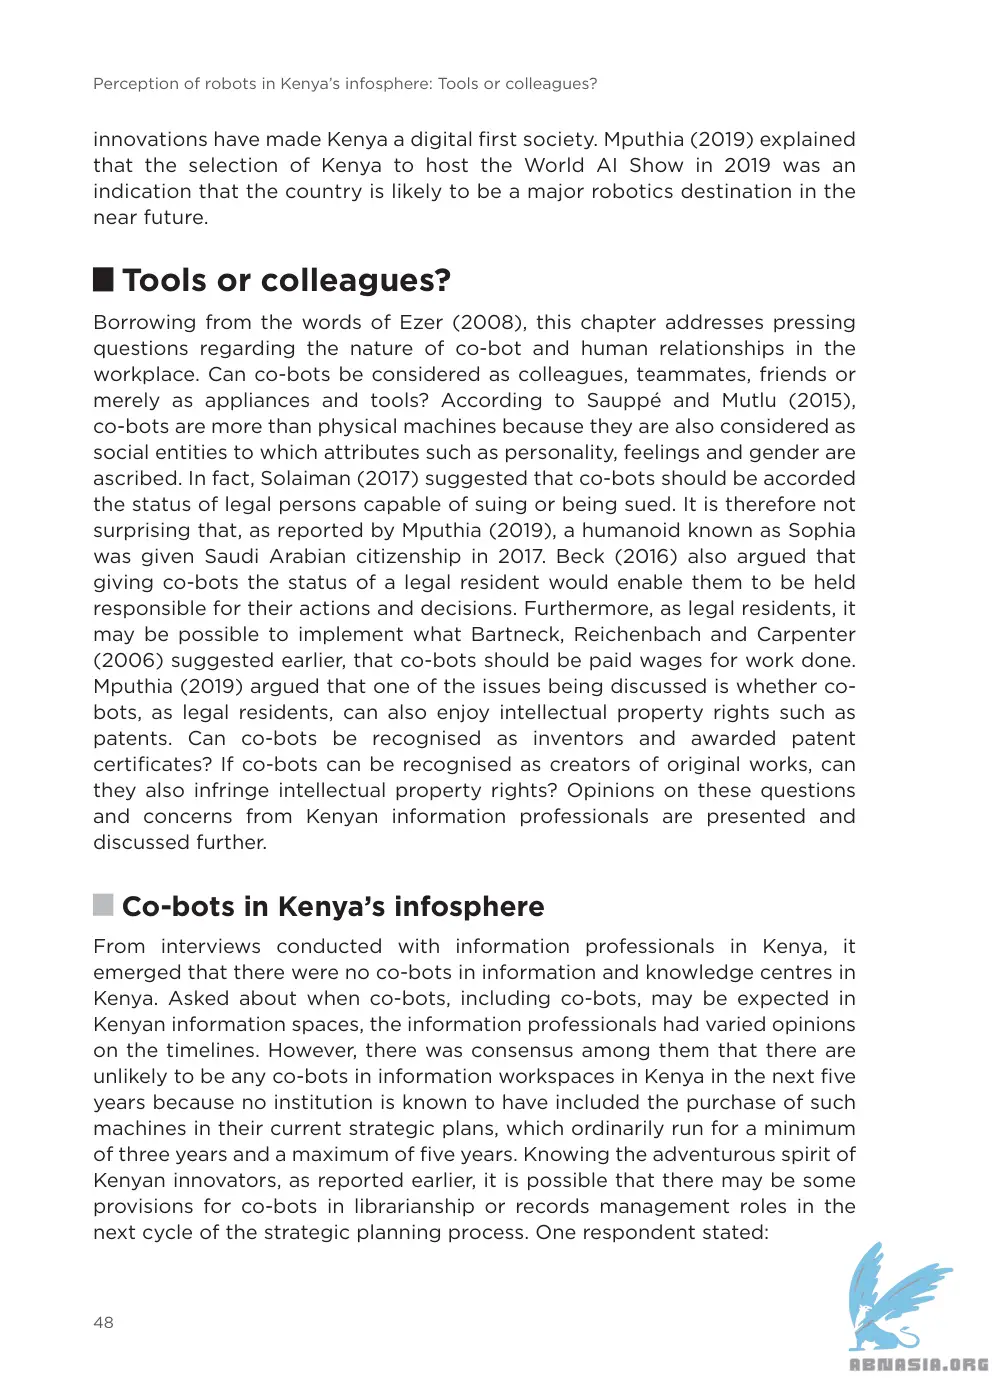 Perception of robots in Kenya's infosphere: Tools or colleagues?
innovations have made Kenya a digital first society. Mputhia (2019) explained
that the selection of Kenya to host the World AI Show in 2019 was an
indication that the country is likely to be a major robotics destination in the
near future.
Tools or colleagues?
Borrowing from the words of Ezer (2008), this chapter addresses pressing
questions regarding the nature of co-bot and human relationships in the
workplace. Can co-bots be considered as colleagues, teammates, friends or
merely as appliances and tools? According to Sauppé and Mutlu (2015),
co-bots are more than physical machines because they are also considered as
social entities to which attributes such as personality, feelings and gender are
ascribed. In fact, Solaiman (2017) suggested that co-bots should be accorded
the status of legal persons capable of suing or being sued. It is therefore not
surprising that, as reported by Mputhia (2019), a humanoid known as Sophia
was given Saudi Arabian citizenship in 2017. Beck (2016) also argued that
giving co-bots the status of a legal resident would enable them to be held
responsible for their actions and decisions. Furthermore, as legal residents, it
may be possible to implement what Bartneck, Reichenbach and Carpenter
(2006) suggested earlier, that co-bots should be paid wages for work done.
Mputhia (2019) argued that one of the issues being discussed is whether co-
bots, as legal residents, can also enjoy intellectual property rights such as
patents. Can co-bots be recognised as inventors and awarded patent
certificates? If co-bots can be recognised as creators of original works, can
they also infringe intellectual property rights? Opinions on these questions
and concerns from Kenyan information professionals are presented and
discussed further.
Co-bots in Kenya's infosphere
From interviews conducted with information professionals in Kenya, it
emerged that there were no co-bots in information and knowledge centres in
Kenya. Asked about when co-bots, including co-bots, may be expected in
Kenyan information spaces, the information professionals had varied opinions
on the timelines. However, there was consensus among them that there are
unlikely to be any co-bots in information workspaces in Kenya in the next five
years because no institution is known to have included the purchase of such
machines in their current strategic plans, which ordinarily run for a minimum
of three years and a maximum of five years. Knowing the adventurous spirit of
Kenyan innovators, as reported earlier, it is possible that there may be some
provisions for co-bots in librarianship or records management roles in the
next cycle of the strategic planning process. One respondent stated:
48
ABNASIA.ORG